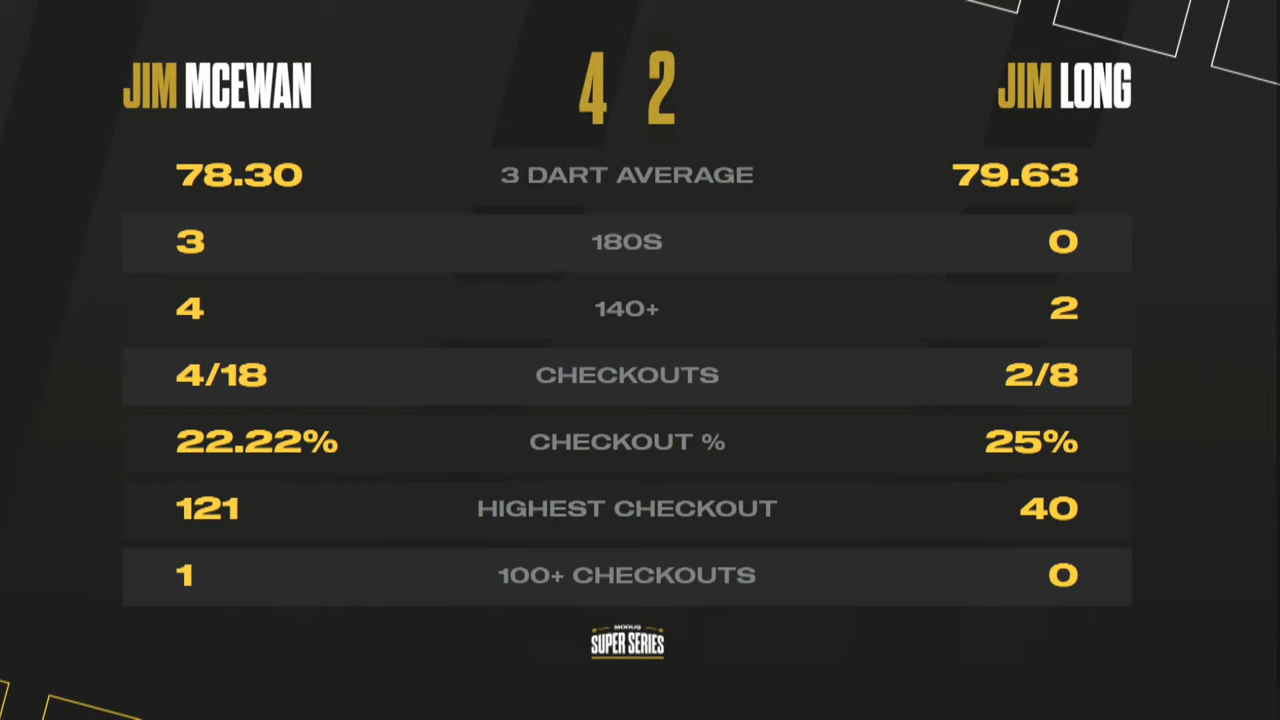 JIM MCEWAN 4 2 JIM LONG
78.30 3 DART AVERAGE 79.63
3 180S 0
4 140+ 2
4/18 CHECKOUTS 2/8
22.22% CHECKOUT % 25%
121 HIGHEST CHECKOUT 40
1 100+ CHECKOUTS 0
MODUS
SUPER SERIES